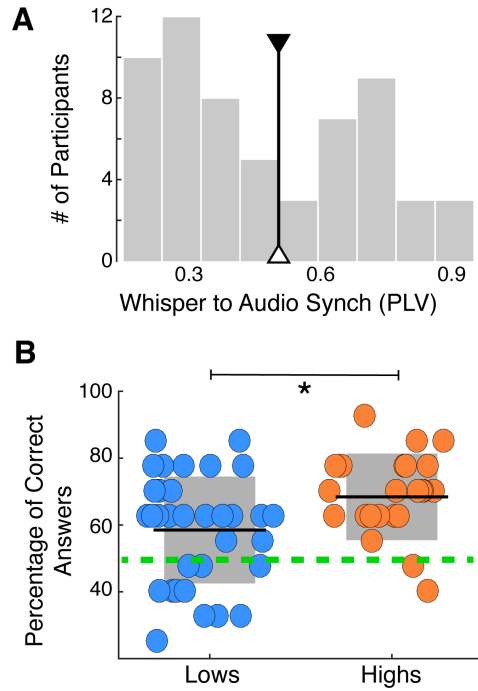 A
12
8
4
0
# of Participants
0.3 0.6 0.9
Whisper to Audio Synch (PLV)
B
*
100
80
60
40
Percentage of Correct
Answers
Lows Highs